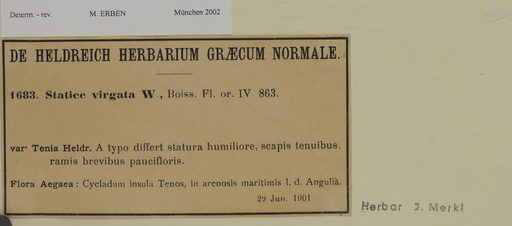 Determ. - rev. M. ERBEN München 2002
DE HELDREICH HERBARIUM GRÆCUM NORMALE.
1683. Statice virgata W , Boiss. Fl. or. IV 863.
var· Tenia Heldr. A typo differt statura humiliore, scapis tenuibus,
ramis brevibus paucifloris.
Flora Aegaea: Cycladum insula Tenos, in arenosis maritimis l. d. Angulià.
29 Jun. 1901
Herbar J. Merkl